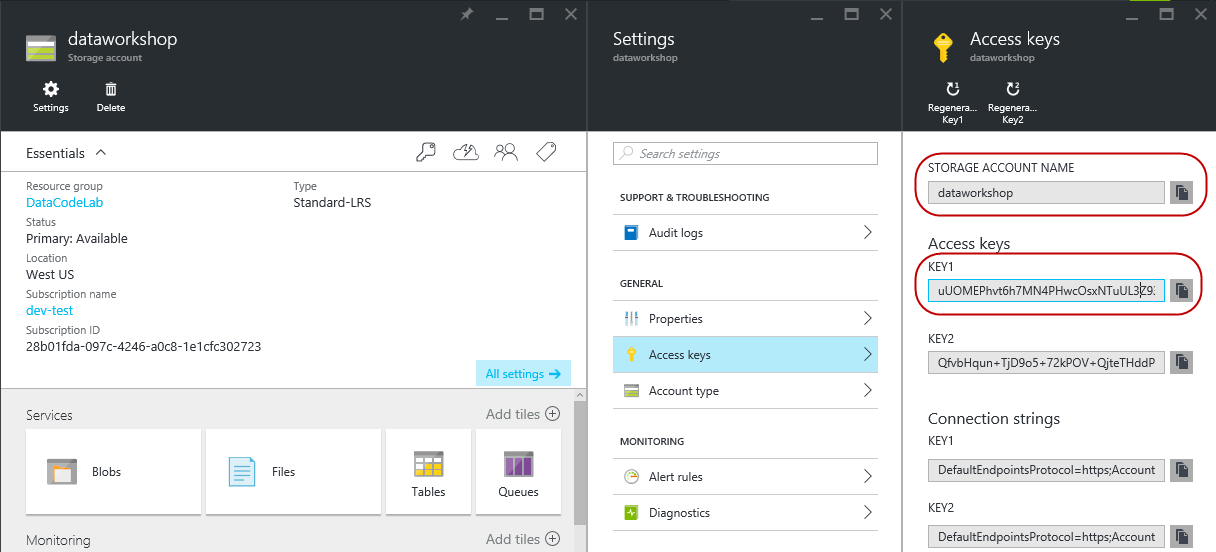 dataworkshop
Storage account
Settings
Delete
Essentials
Resource group
DataCodeLab
Type
Standard-LRS
Status
Primary: Available
Location
West US
Subscription name
dev-test
Subscription ID
28b01fda-097c-4246-a0c8-1e1cfc302723
All settings
Services
Add tiles
Blobs
Files
Tables
Queues
Monitoring
Add tiles
Settings
dataworkshop
Search settings
SUPPORT & TROUBLESHOOTING
Audit logs
GENERAL
Properties
Access keys
Account type
MONITORING
Alert rules
Diagnostics
Access keys
dataworkshop
1
2
Regenera...
Key1
Regenera...
Key2
STORAGE ACCOUNT NAME
dataworkshop
Access keys
KEY1
uUOMEPhvt6h7MN4PHwcOsxNTuUL3Z9
KEY2
QfvbHqun+TjD9o5+72kPOV+QjteTHddP
Connection strings
KEY1
DefaultEndpointsProtocol=https;Account
KEY2
DefaultEndpointsProtocol=https;Account